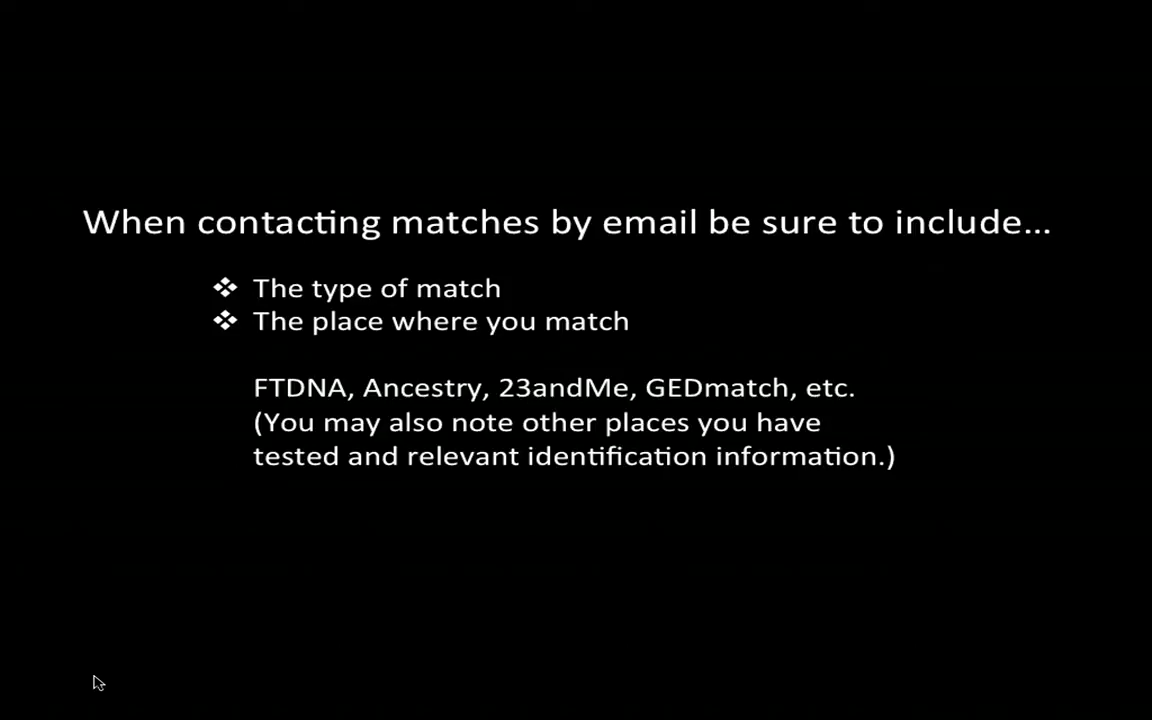 When contacting matches by email be sure to include...
❖ The type of match
❖ The place where you match
FTDNA, Ancestry, 23andMe, GEDmatch, etc.
(You may also note other places you have
tested and relevant identification information.)